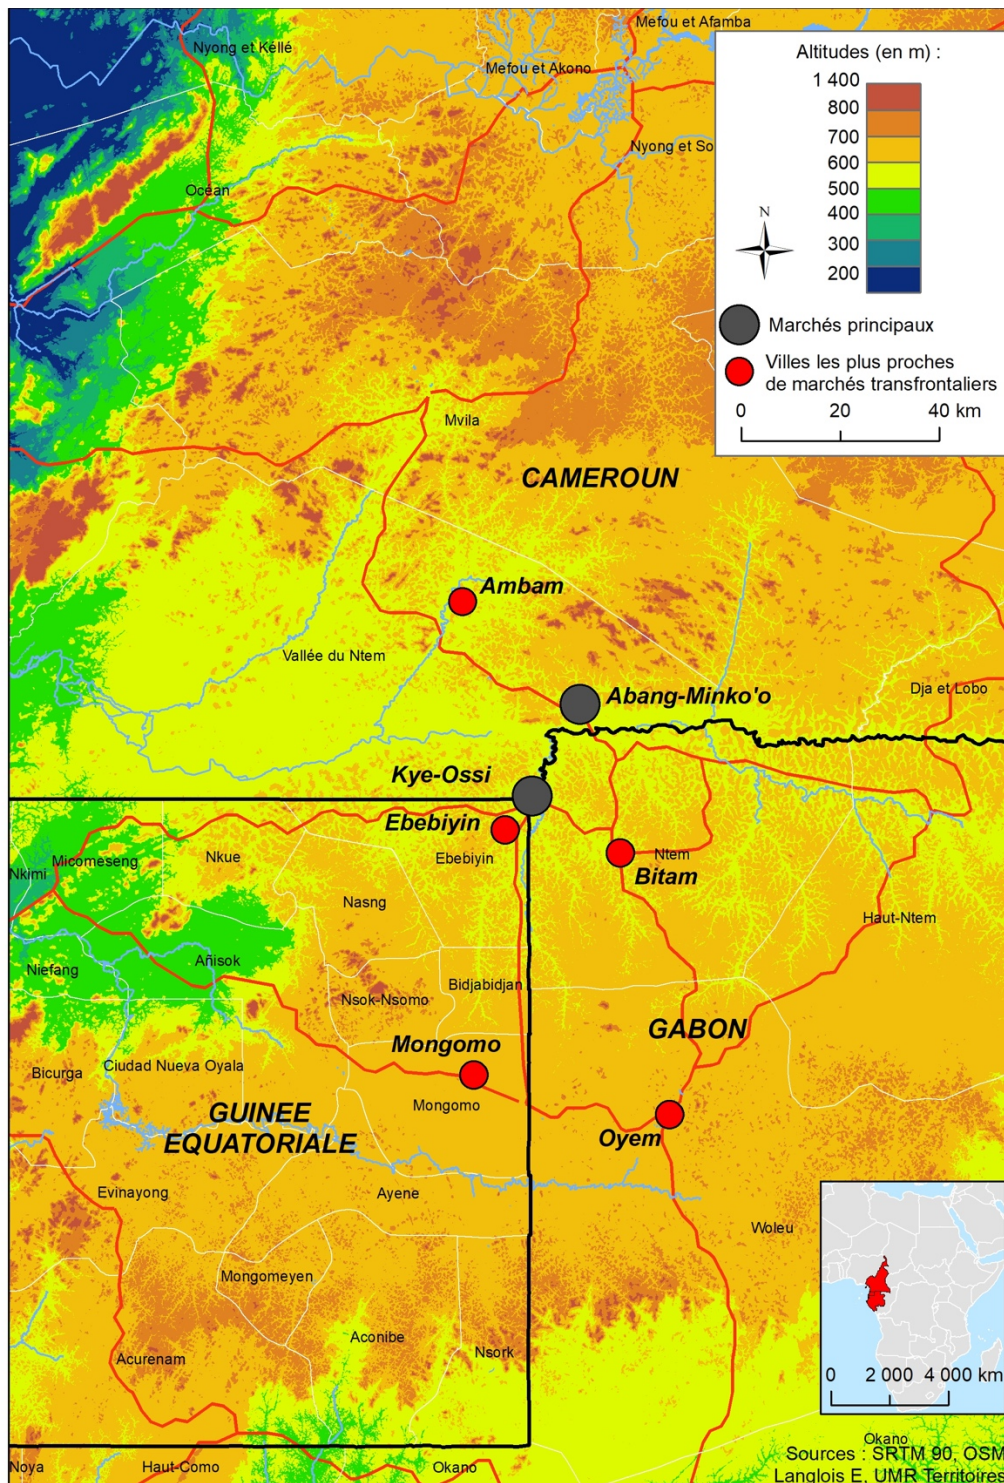 Mefou et Afamba
Nyong et Kéllé
Mefou et Akono
Nyong et So
Océan
Altitudes (en m) :
1 400
800
700
600
500
400
300
200
N
Marchés principaux
Villes les plus proches
de marchés transfrontaliers
0 20 40 km
Mvila
CAMEROUN
Ambam
Vallée du Ntem
Abang-Minko'o
Dja et Lobo
Kye-Ossi
Ebebiyin
Ebebiyin
Bitam
Ntem
Micomeseng
Nkue
Nkimi
Nasng
Haut-Ntem
Niefang
Añisok
Bidjabidjan
Nsok-Nsomo
GABON
Mongomo
Mongomo
Bicurga
Ciudad Nueva Oyala
GUINEE
EQUATORIALE
Oyem
Evinayong
Ayene
Woleu
Mongomeyen
Aconibe
Nsork
Acurenam
0 2 000 4 000 km
Noya
Haut-Como
Okano
Okano
Sources : SRTM 90, OSM
Langlois E. UMR Territoires